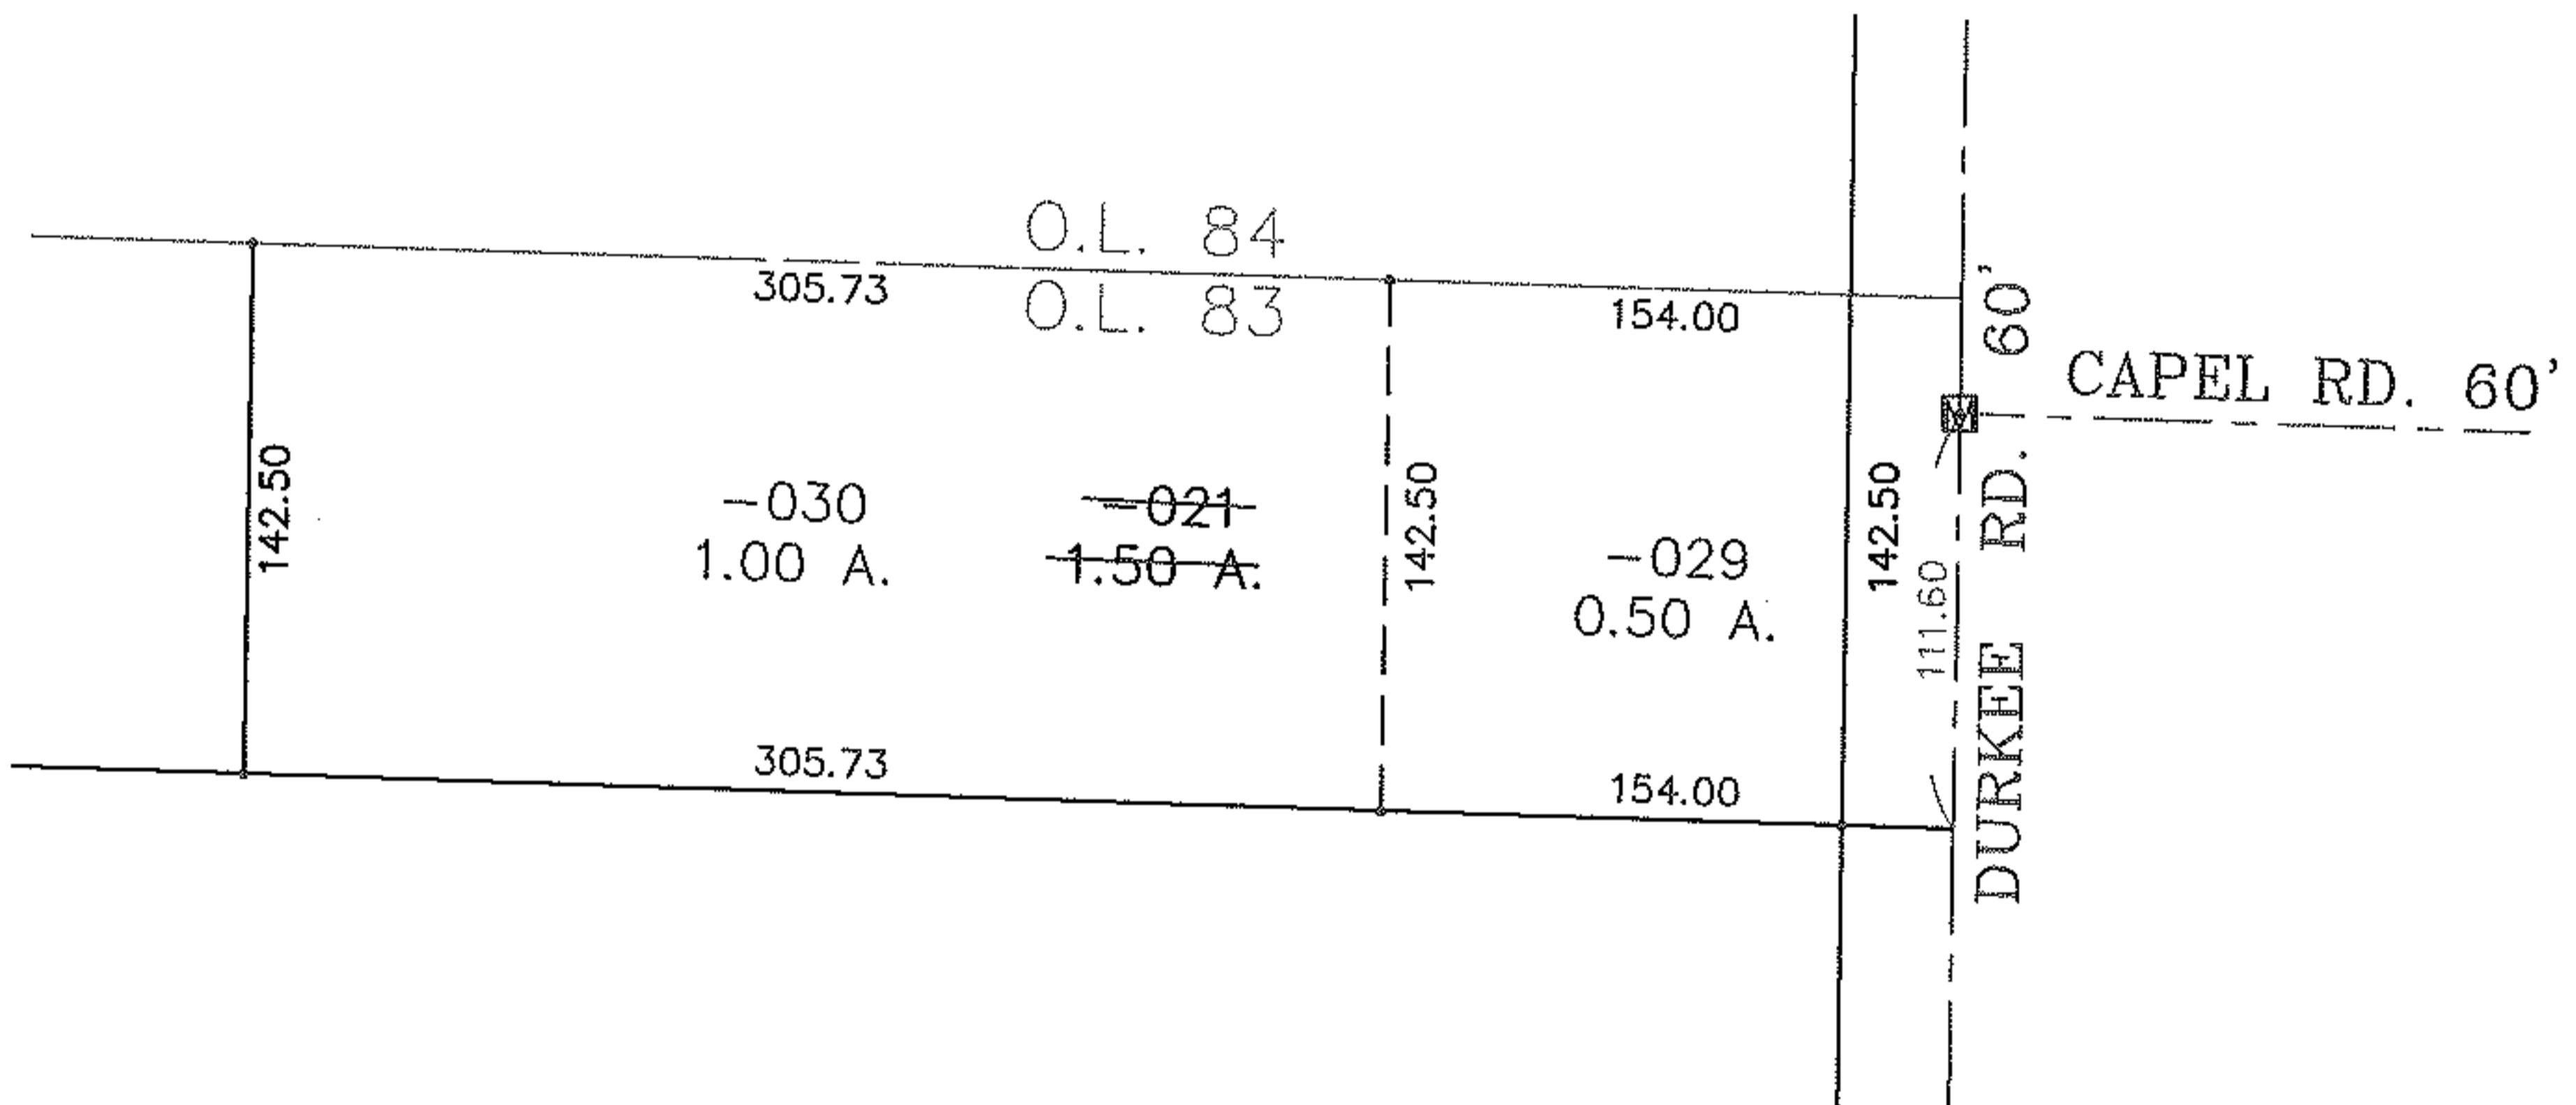 O.L. 84
305.73
O.L. 83
154.00
60'
CAPEL RD. 60'
142.50
-030
1.00 A.
-021
1.50 A.
142.50
-029
0.50 A.
142.50
111.60
DURKEE RD.
305.73
154.00